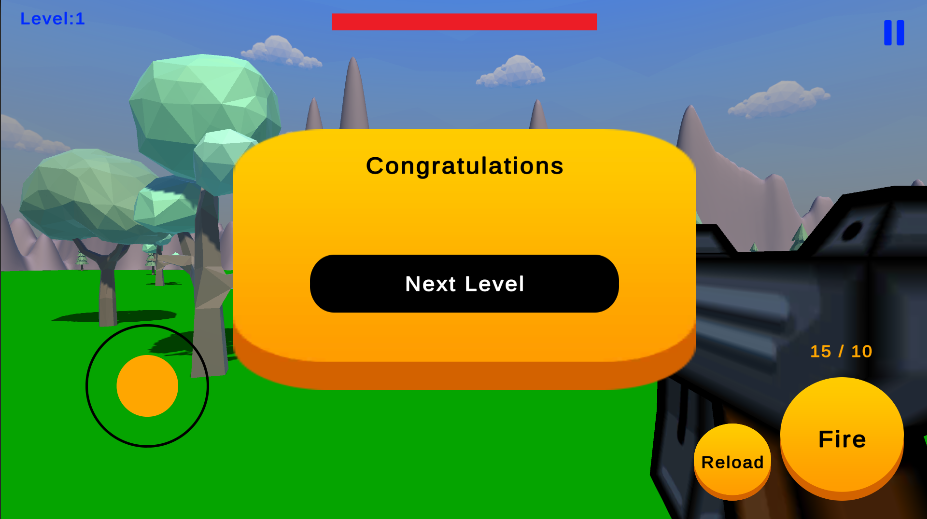 Level:1
Congratulations
Next Level
15 / 10
Fire
Reload